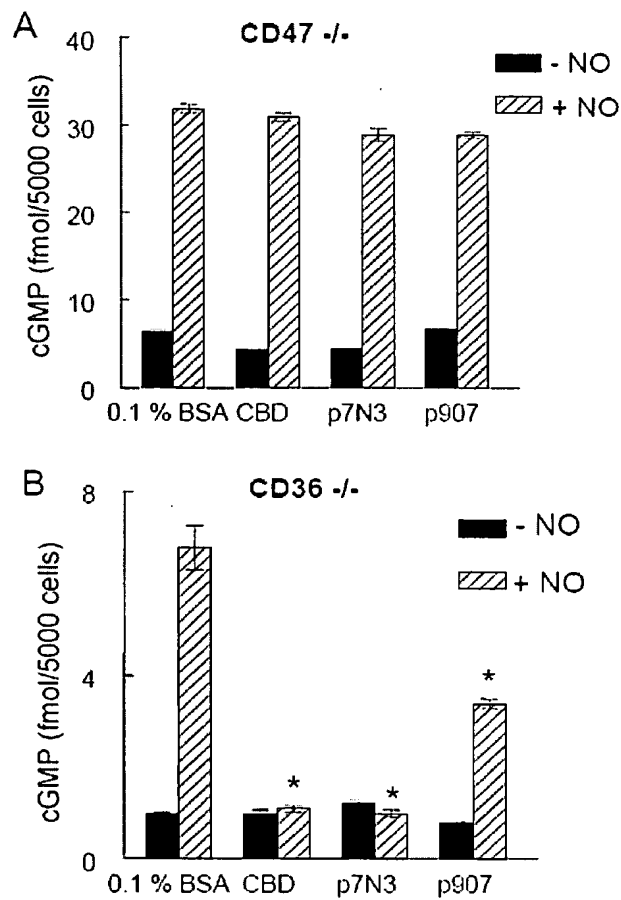 A
CD47 -/-
- NO
+ NO
cGMP (fmol/5000 cells)
40
30
20
10
0
0.1 % BSA CBD p7N3 p907
B
CD36 -/-
- NO
+ NO
cGMP (fmol/5000 cells)
8
4
0
* * *
0.1 % BSA CBD p7N3 p907